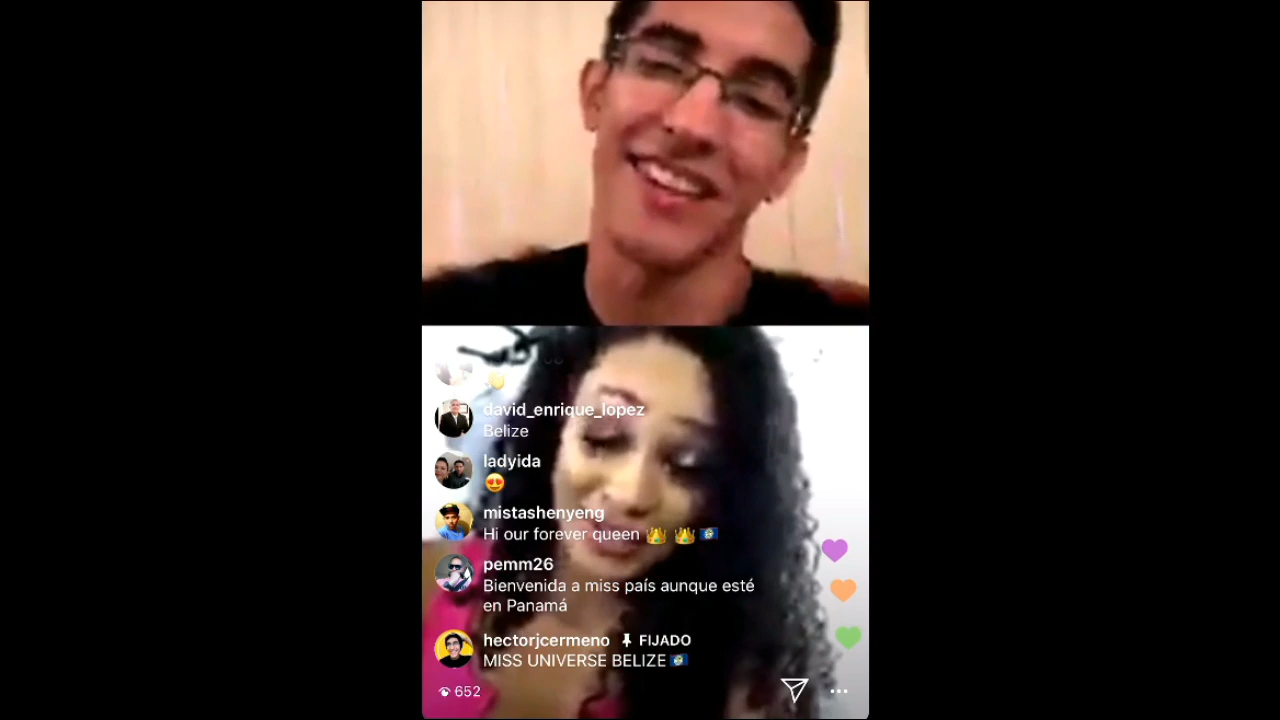 david_enrique_lopez
Belize
ladyida
😍
mistashenyeng
Hi our forever queen 👑 👑 🇧🇿
pemm26
Bienvenida a miss país aunque esté
en Panamá
hectorjcermeno FIJADO
MISS UNIVERSE BELIZE 🇧🇿
652